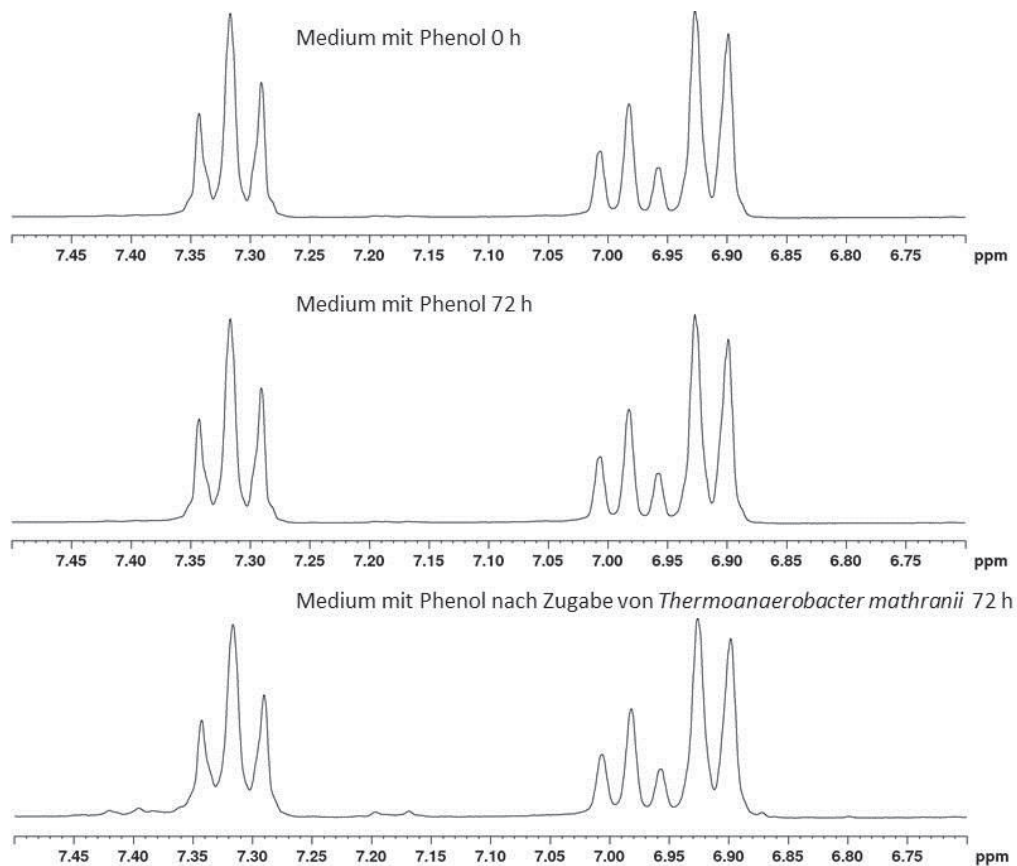 Medium mit Phenol 0 h
7.45 7.40 7.35 7.30 7.25 7.20 7.15 7.10 7.05 7.00 6.95 6.90 6.85 6.80 6.75 ppm
Medium mit Phenol 72 h
7.45 7.40 7.35 7.30 7.25 7.20 7.15 7.10 7.05 7.00 6.95 6.90 6.85 6.80 6.75 ppm
Medium mit Phenol nach Zugabe von Thermoanaerobacter mathranii 72 h
7.45 7.40 7.35 7.30 7.25 7.20 7.15 7.10 7.05 7.00 6.95 6.90 6.85 6.80 6.75 ppm